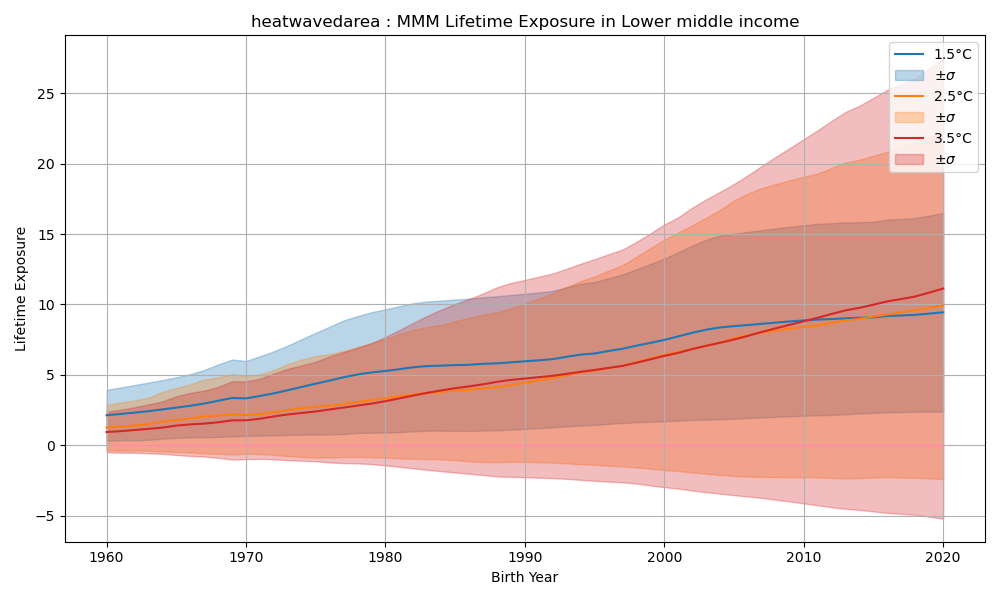 heatwavedarea : MMM Lifetime Exposure in Lower middle income
1.5°C
±σ
2.5°C
±σ
3.5°C
±σ
Lifetime Exposure
25
20
15
10
5
0
−5
1960 1970 1980 1990 2000 2010 2020
Birth Year